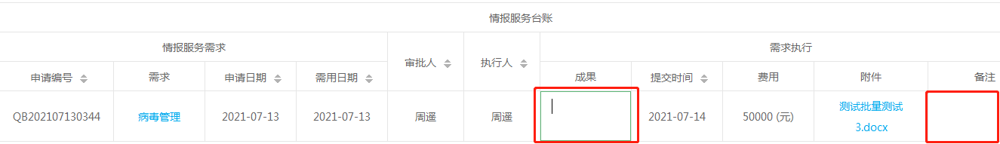 情报服务台账
情报服务需求
审批人
执行人
需求执行
申请编号
需求
申请日期
需用日期
成果
提交时间
费用
附件
备注
QB202107130344
病毒管理
2021-07-13
2021-07-13
周遥
周遥
2021-07-14
50000 (元)
测试批量测试
3.docx